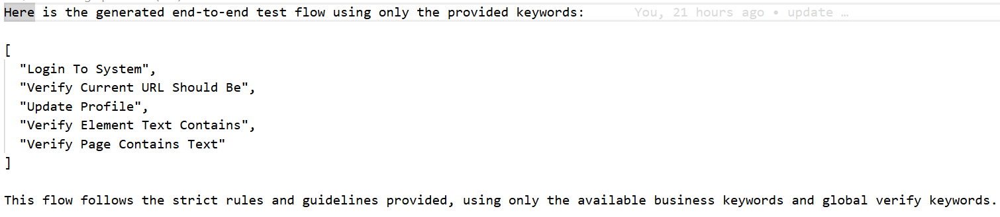 Here is the generated end-to-end test flow using only the provided keywords: You, 21 hours ago • update …
[
"Login To System",
"Verify Current URL Should Be",
"Update Profile",
"Verify Element Text Contains",
"Verify Page Contains Text"
]
This flow follows the strict rules and guidelines provided, using only the available business keywords and global verify keywords.